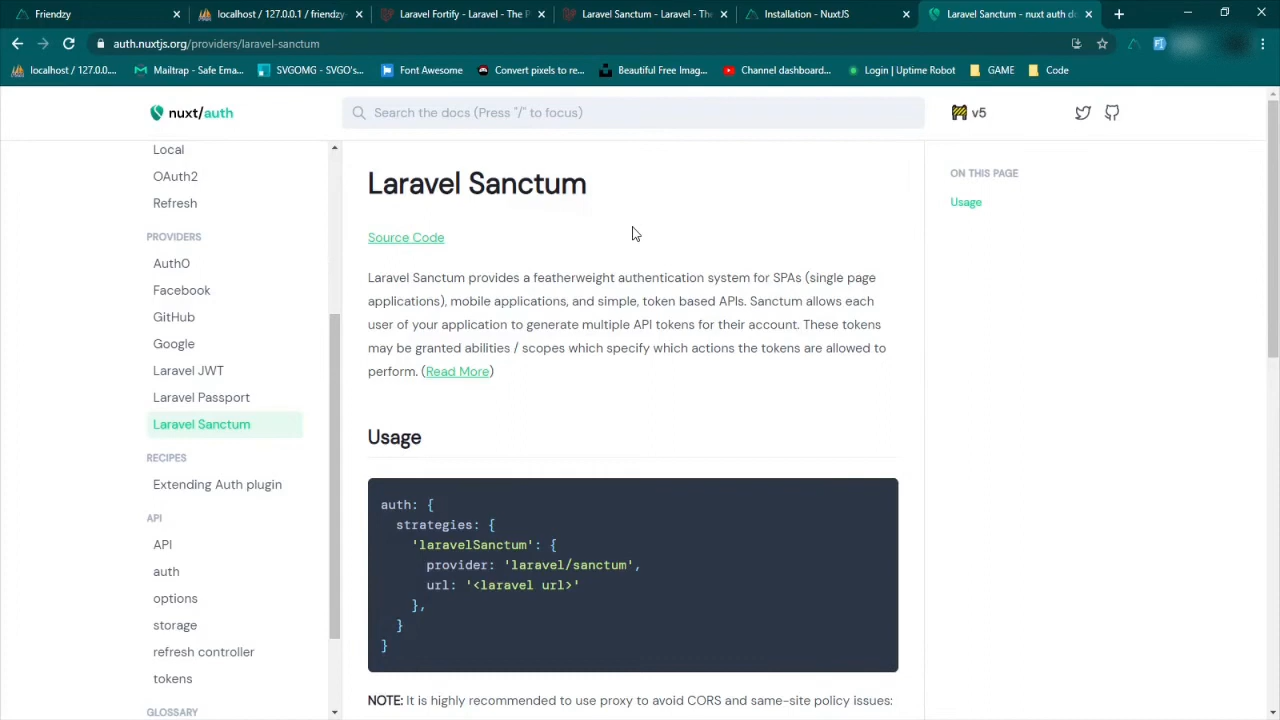 Friendzy
localhost / 127.0.0.1 / friendzy
Laravel Fortify - Laravel - The P
Laravel Sanctum - Laravel - The
Installation - NuxtJS
Laravel Sanctum - nuxt auth d
auth.nuxtjs.org/providers/laravel-sanctum
localhost / 127.0.0....
Mailtrap - Safe Ema...
SVGOMG - SVGO's...
Font Awesome
Convert pixels to re...
Beautiful Free Imag...
Channel dashboard...
Login | Uptime Robot
GAME
Code
nuxt/auth
Search the docs (Press "/" to focus)
v5
Local
OAuth2
Refresh
PROVIDERS
Auth0
Facebook
GitHub
Google
Laravel JWT
Laravel Passport
Laravel Sanctum
RECIPES
Extending Auth plugin
API
API
auth
options
storage
refresh controller
tokens
GLOSSARY
Laravel Sanctum
Source Code
Laravel Sanctum provides a featherweight authentication system for SPAs (single page
applications), mobile applications, and simple, token based APIs. Sanctum allows each
user of your application to generate multiple API tokens for their account. These tokens
may be granted abilities / scopes which specify which actions the tokens are allowed to
perform. (Read More)
Usage
auth: {
strategies: {
'laravelSanctum': {
provider: 'laravel/sanctum',
url: '<laravel url>'
},
}
}
NOTE: It is highly recommended to use proxy to avoid CORS and same-site policy issues:
ON THIS PAGE
Usage